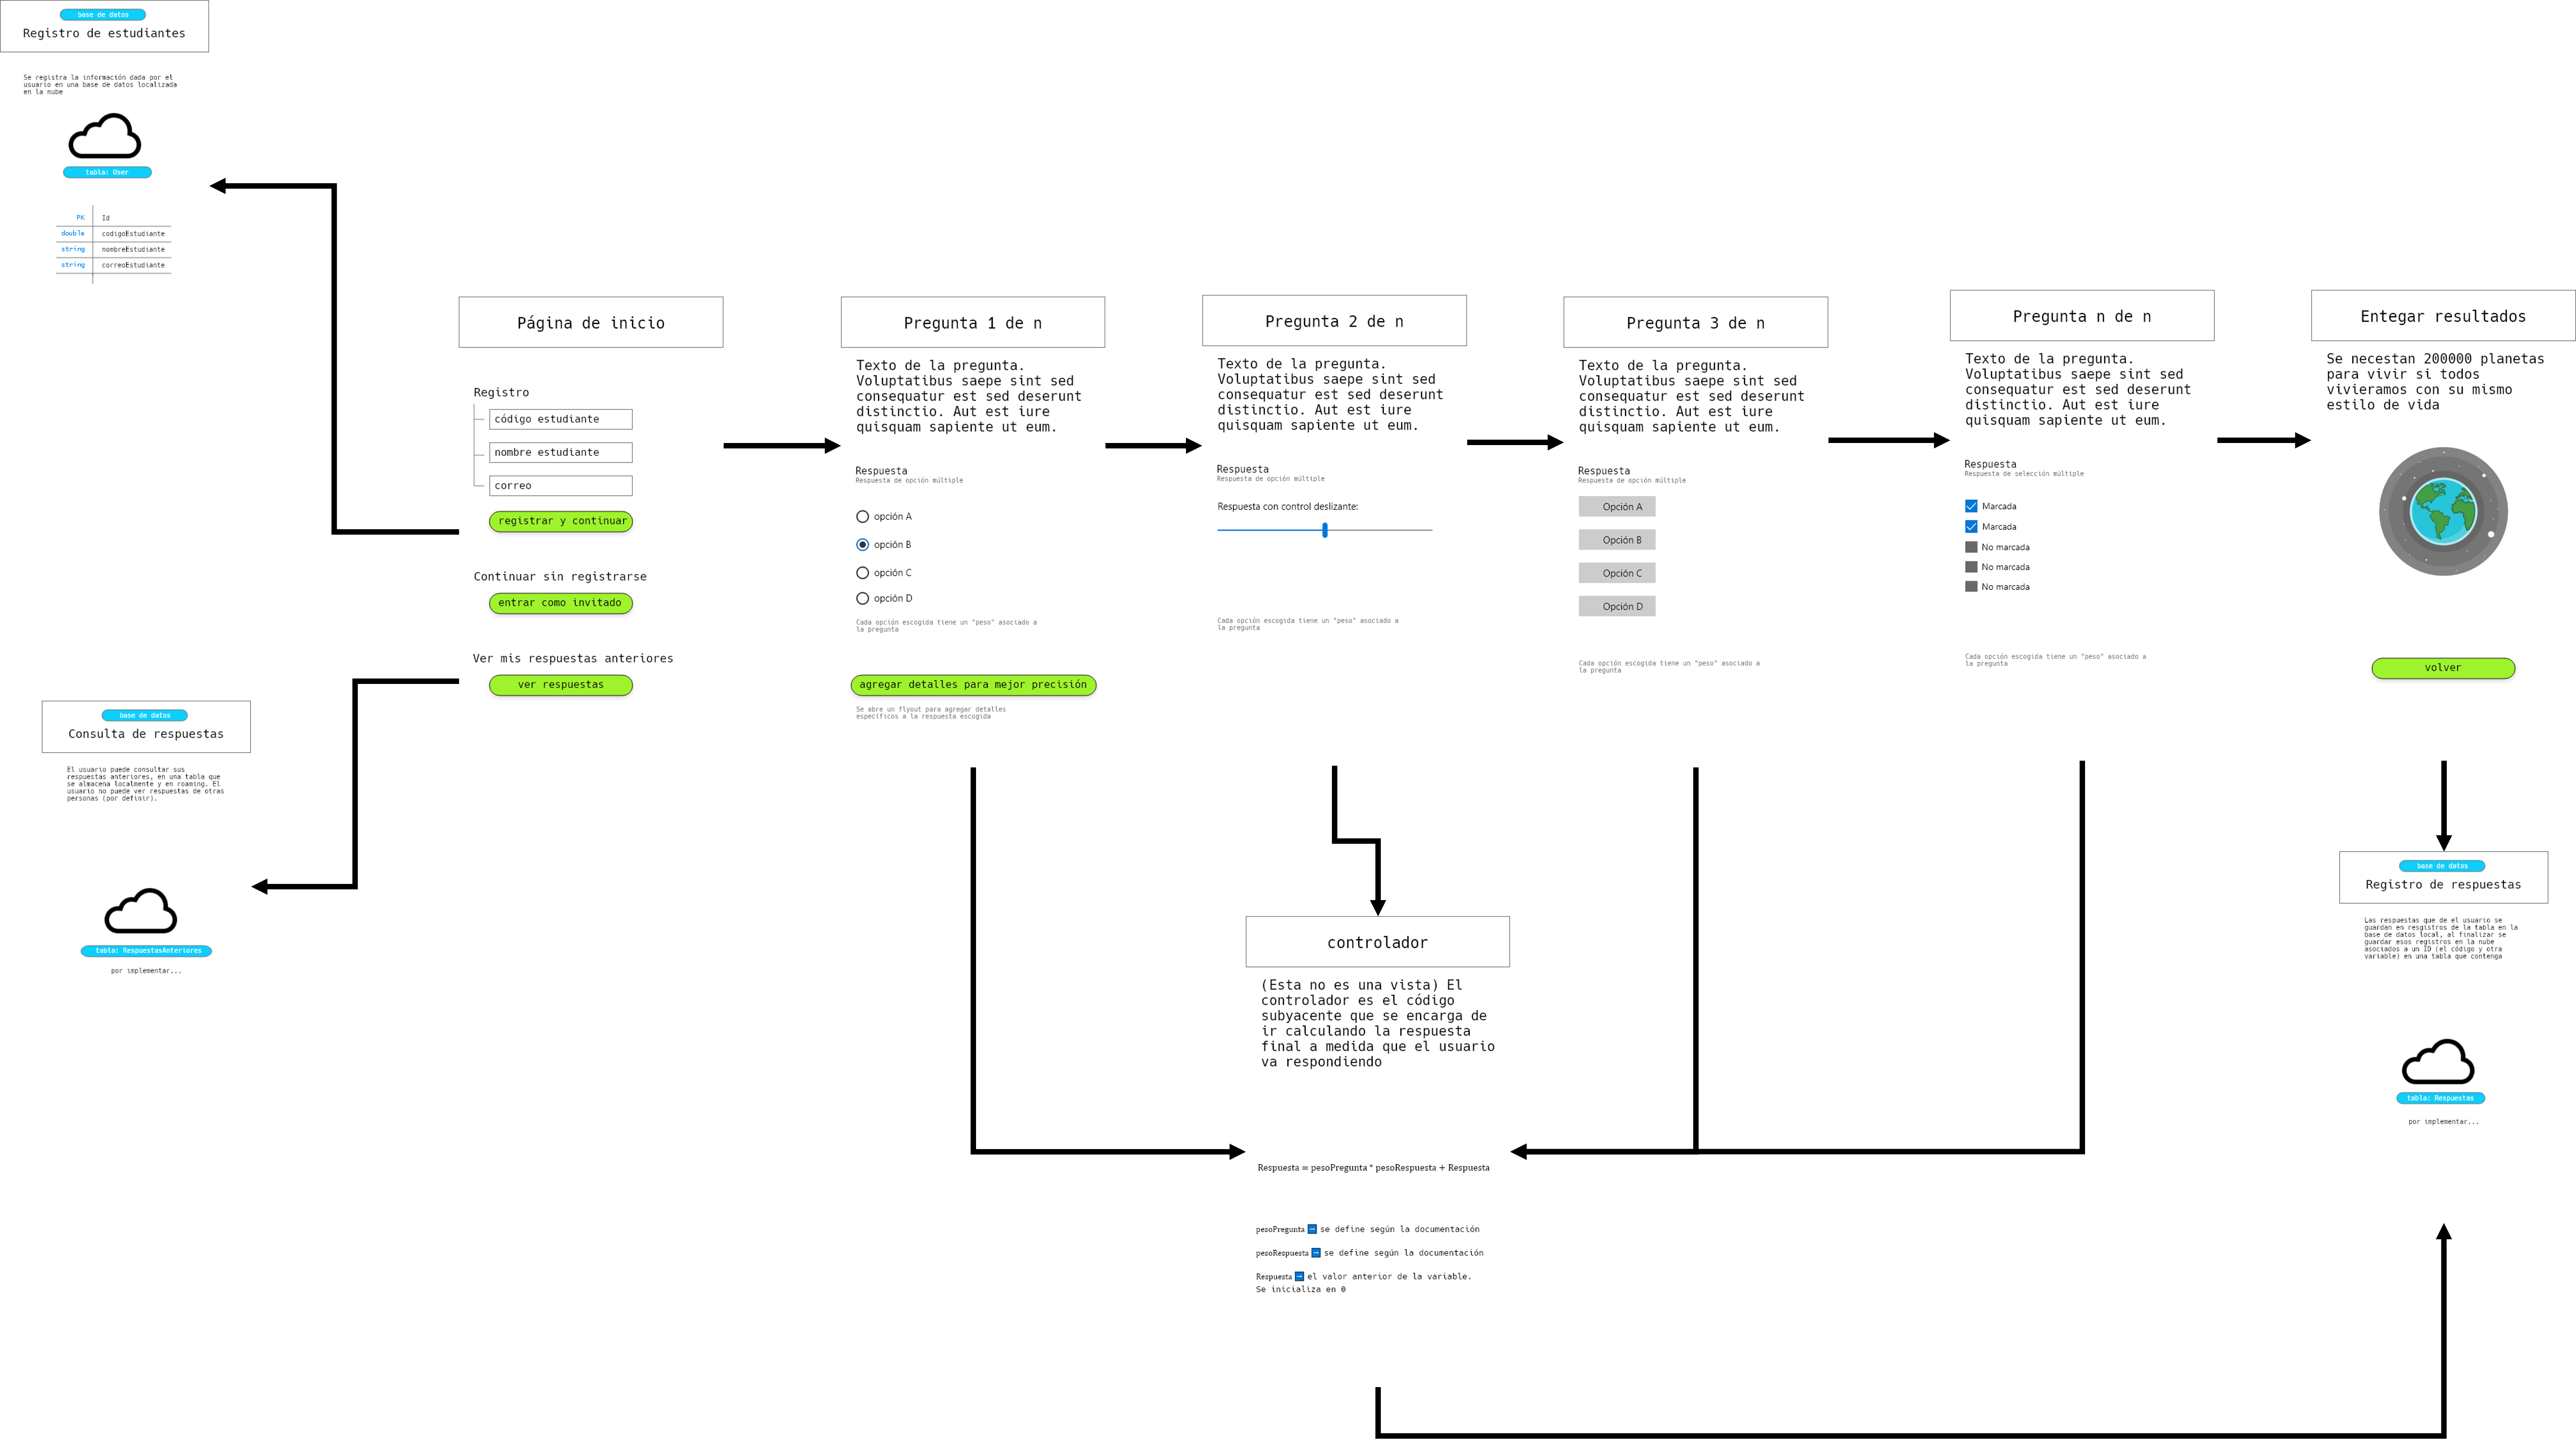 base de datos
Registro de estudiantes
Se registra la información dada por el
usuario en una base de datos localizada
en la nube
tabla: User
PK Id
double codigoEstudiante
string nombreEstudiante
string correoEstudiante
Página de inicio
Registro
código estudiante
nombre estudiante
correo
registrar y continuar
Continuar sin registrarse
entrar como invitado
Ver mis respuestas anteriores
ver respuestas
base de datos
Consulta de respuestas
El usuario puede consultar sus
respuestas anteriores, en una tabla que
se almacena localmente y en roaming. El
usuario no puede ver respuestas de otras
personas (por definir).
tabla: RespuestasAnteriores
por implementar...
Pregunta 1 de n
Texto de la pregunta.
Voluptatibus saepe sint sed
consequatur est sed deserunt
distinctio. Aut est iure
quisquam sapiente ut eum.
Respuesta
Respuesta de opción múltiple
opción A
opción B
opción C
opción D
Cada opción escogida tiene un "peso" asociado a
la pregunta
agregar detalles para mejor precisión
Se abre un flyout para agregar detalles
específicos a la respuesta escogida
Pregunta 2 de n
Texto de la pregunta.
Voluptatibus saepe sint sed
consequatur est sed deserunt
distinctio. Aut est iure
quisquam sapiente ut eum.
Respuesta
Respuesta de opción múltiple
Respuesta con control deslizante:
Cada opción escogida tiene un "peso" asociado a
la pregunta
Pregunta 3 de n
Texto de la pregunta.
Voluptatibus saepe sint sed
consequatur est sed deserunt
distinctio. Aut est iure
quisquam sapiente ut eum.
Respuesta
Respuesta de opción múltiple
Opción A
Opción B
Opción C
Opción D
Cada opción escogida tiene un "peso" asociado a
la pregunta
Pregunta n de n
Texto de la pregunta.
Voluptatibus saepe sint sed
consequatur est sed deserunt
distinctio. Aut est iure
quisquam sapiente ut eum.
Respuesta
Respuesta de selección múltiple
Marcada
Marcada
No marcada
No marcada
No marcada
Cada opción escogida tiene un "peso" asociado a
la pregunta
Entegar resultados
Se necestan 200000 planetas
para vivir si todos
vivieramos con su mismo
estilo de vida
volver
controlador
(Esta no es una vista) El
controlador es el código
subyacente que se encarga de
ir calculando la respuesta
final a medida que el usuario
va respondiendo
Respuesta = pesoPregunta * pesoRespuesta + Respuesta
pesoPregunta → se define según la documentación
pesoRespuesta → se define según la documentación
Respuesta → el valor anterior de la variable.
Se inicializa en 0
base de datos
Registro de respuestas
Las respuestas que de el usuario se
guardan en resgistros de la tabla en la
base de datos local, al finalizar se
guardar esos registros en la nube
asociados a un ID (el código y otra
variable) en una tabla que contenga
tabla: Respuestas
por implementar...